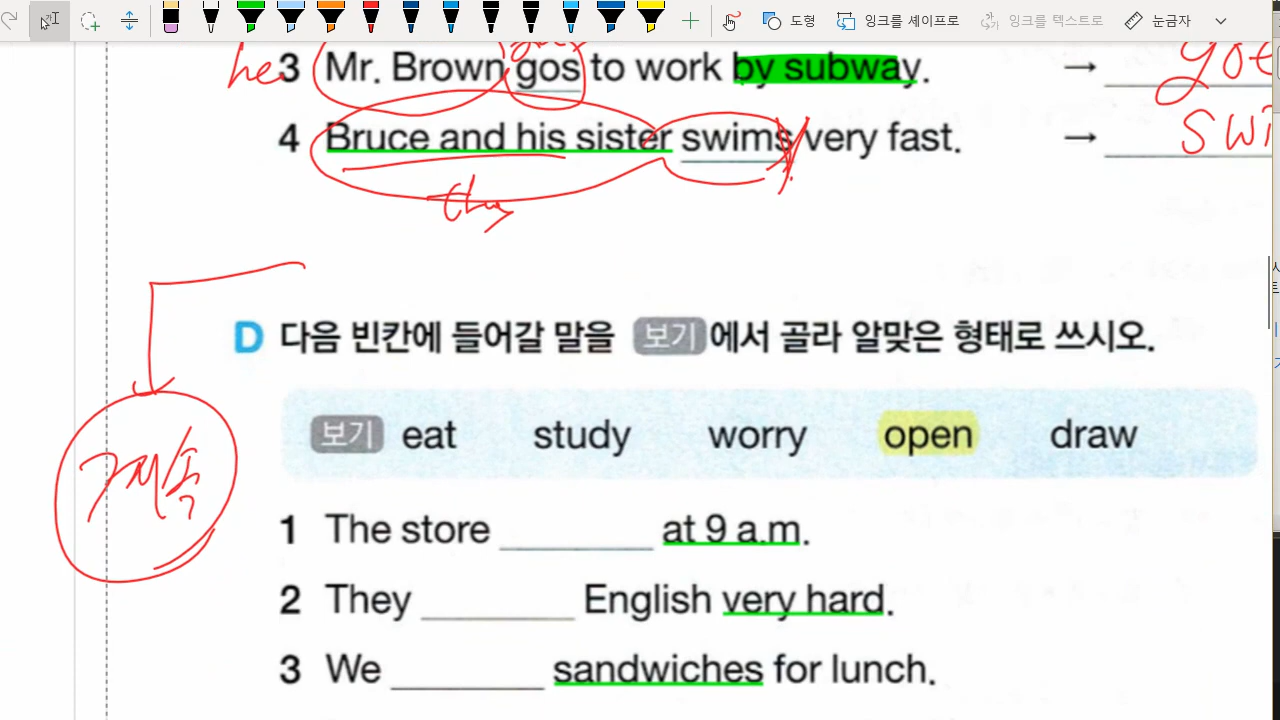 도형 잉크를 셰이프로 잉크를 텍스트로 눈금자
he 3 Mr. Brown gos to work by subway. →
4 Bruce and his sister swims very fast. → swi
they
D 다음 빈칸에 들어갈 말을 보기 에서 골라 알맞은 형태로 쓰시오.
보기 eat study worry open draw
계속
1 The store ________ at 9 a.m.
2 They ________ English very hard.
3 We ________ sandwiches for lunch.